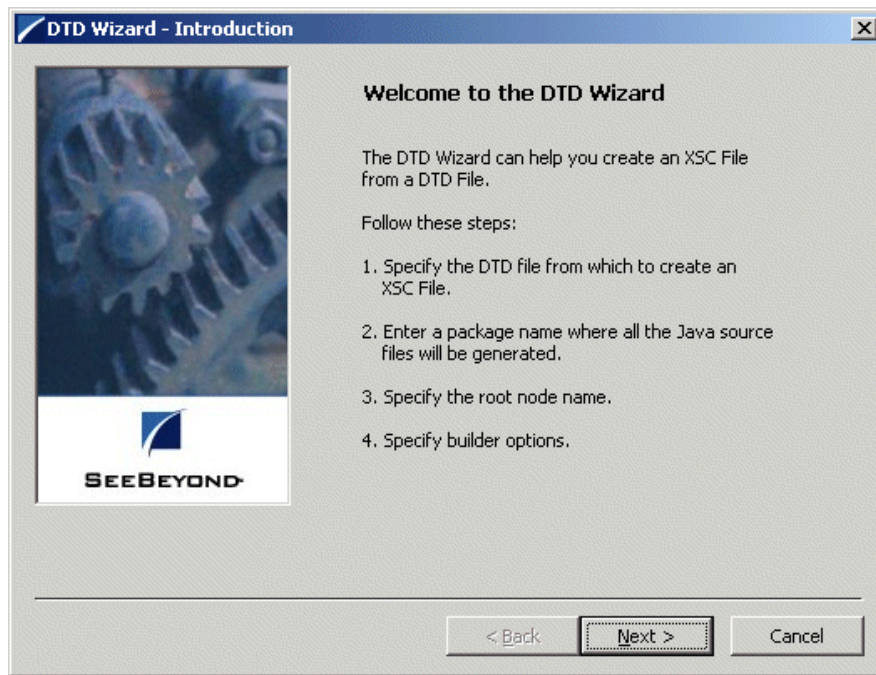 DTD Wizard - Introduction
Welcome to the DTD Wizard
The DTD Wizard can help you create an XSC File
from a DTD File.
Follow these steps:
1. Specify the DTD file from which to create an
XSC File.
2. Enter a package name where all the Java source
files will be generated.
3. Specify the root node name.
4. Specify builder options.
SEEBEYOND
< Back
Next >
Cancel